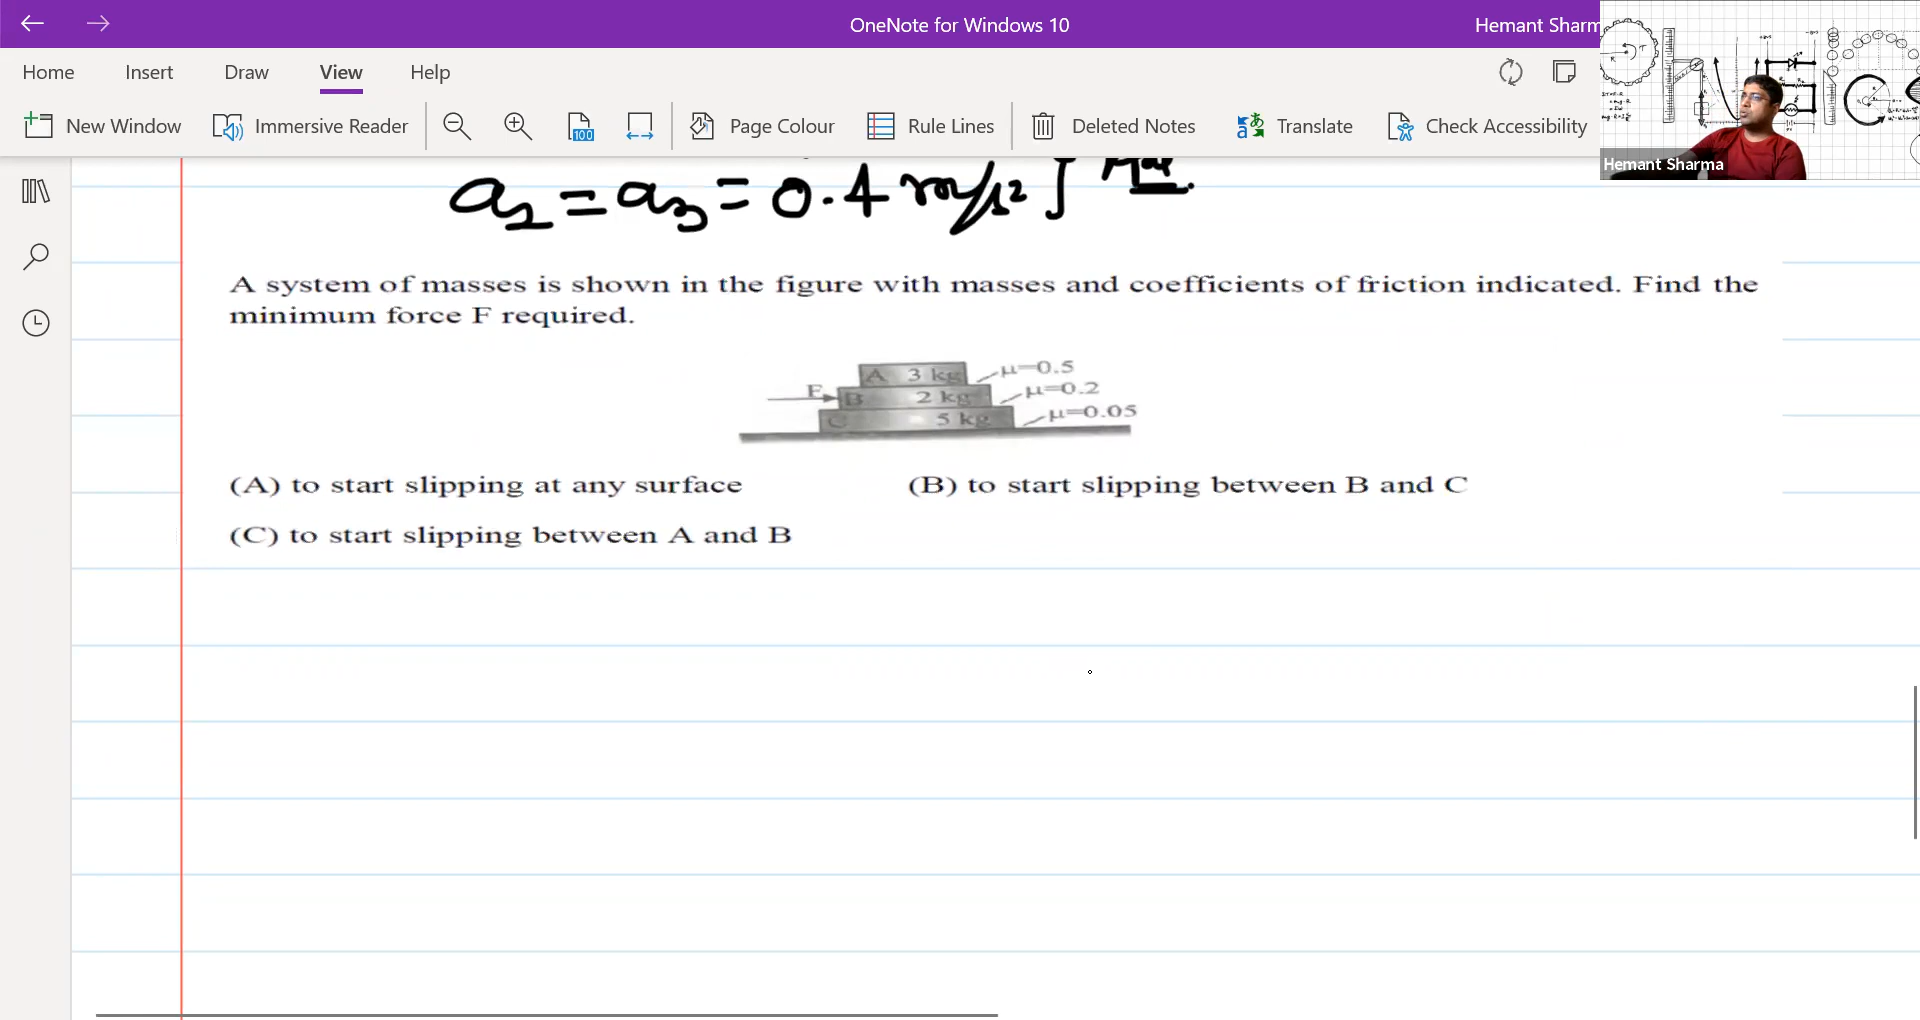 OneNote for Windows 10
Hemant Sharm
Home Insert Draw View Help
New Window Immersive Reader 100 Page Colour Rule Lines Deleted Notes Translate Check Accessibility
Hemant Sharma
a₂ = a₃ = 0.4 m/s²
A system of masses is shown in the figure with masses and coefficients of friction indicated. Find the
minimum force F required.
A 3 kg μ=0.5
F B 2 kg μ=0.2
C 5 kg μ=0.05
(A) to start slipping at any surface (B) to start slipping between B and C
(C) to start slipping between A and B